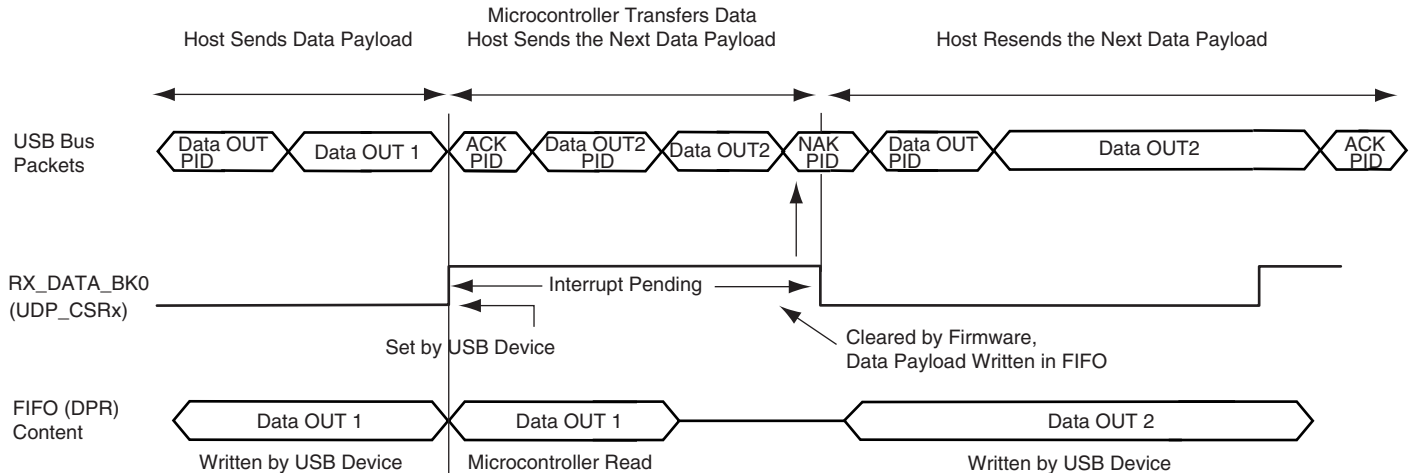 Host Sends Data Payload
Microcontroller Transfers Data
Host Sends the Next Data Payload
Host Resends the Next Data Payload
USB Bus
Packets
Data OUT
PID
Data OUT 1
ACK
PID
Data OUT2
PID
Data OUT2
NAK
PID
Data OUT
PID
Data OUT2
ACK
PID
RX_DATA_BK0
(UDP_CSRx)
Interrupt Pending
Set by USB Device
Cleared by Firmware,
Data Payload Written in FIFO
FIFO (DPR)
Content
Data OUT 1
Data OUT 1
Data OUT 2
Written by USB Device
Microcontroller Read
Written by USB Device